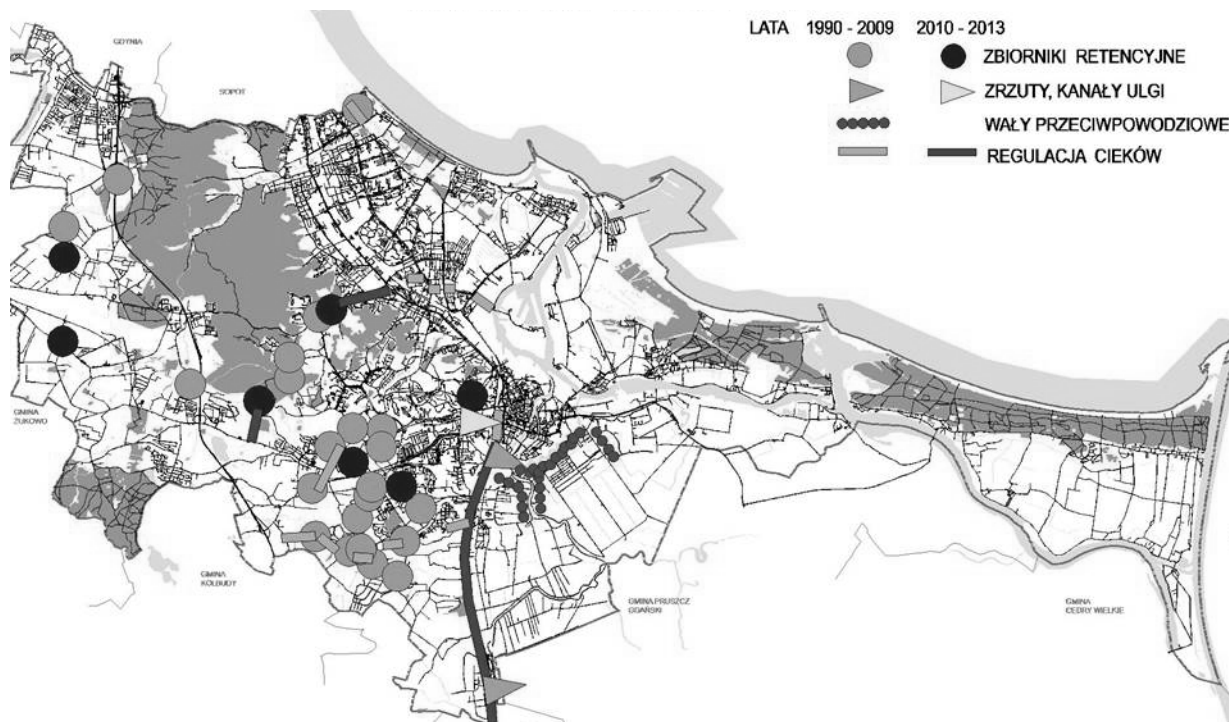 GDYNIA
SOPOT
LATA 1990 - 2009 2010 - 2013
ZBIORNIKI RETENCYJNE
ZRZUTY, KANAŁY ULGI
WAŁY PRZECIWPOWODZIOWE
REGULACJA CIEKÓW
GMINA
ŻUKOWO
GMINA
KOLBUDY
GMINA PRUSZCZ
GDAŃSKI
GMINA
CEDRY WIELKIE